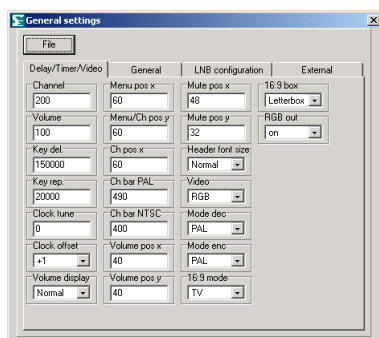 General settings
File
Delay/Timer/Video General LNB configuration External
Channel Menu pos x Mute pos x 16:9 box
200 60 48 Letterbox
Volume Menu/Ch pos y Mute pos y RGB out
100 60 32 on
Key del. Ch pos x Header font size
150000 60 Normal
Key rep. Ch bar PAL Video
20000 490 RGB
Clock tune Ch bar NTSC Mode dec
0 400 PAL
Clock offset Volume pos x Mode enc
+1 40 PAL
Volume display Volume pos y 16:9 mode
Normal 40 TV